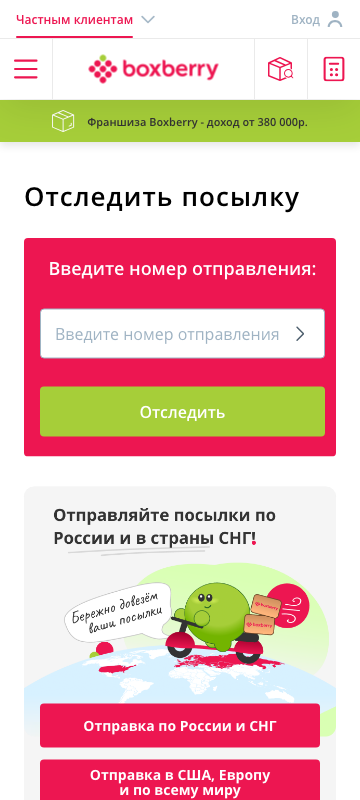 Частным клиентам
Вход
boxberry
Франшиза Boxberry - доход от 380 000р.
Отследить посылку
Введите номер отправления:
Введите номер отправления
Отследить
Отправляйте посылки по
России и в страны СНГ!
Бережно довезём
ваши посылки
boxberry
boxberry
Отправка по России и СНГ
Отправка в США, Европу
и по всему миру